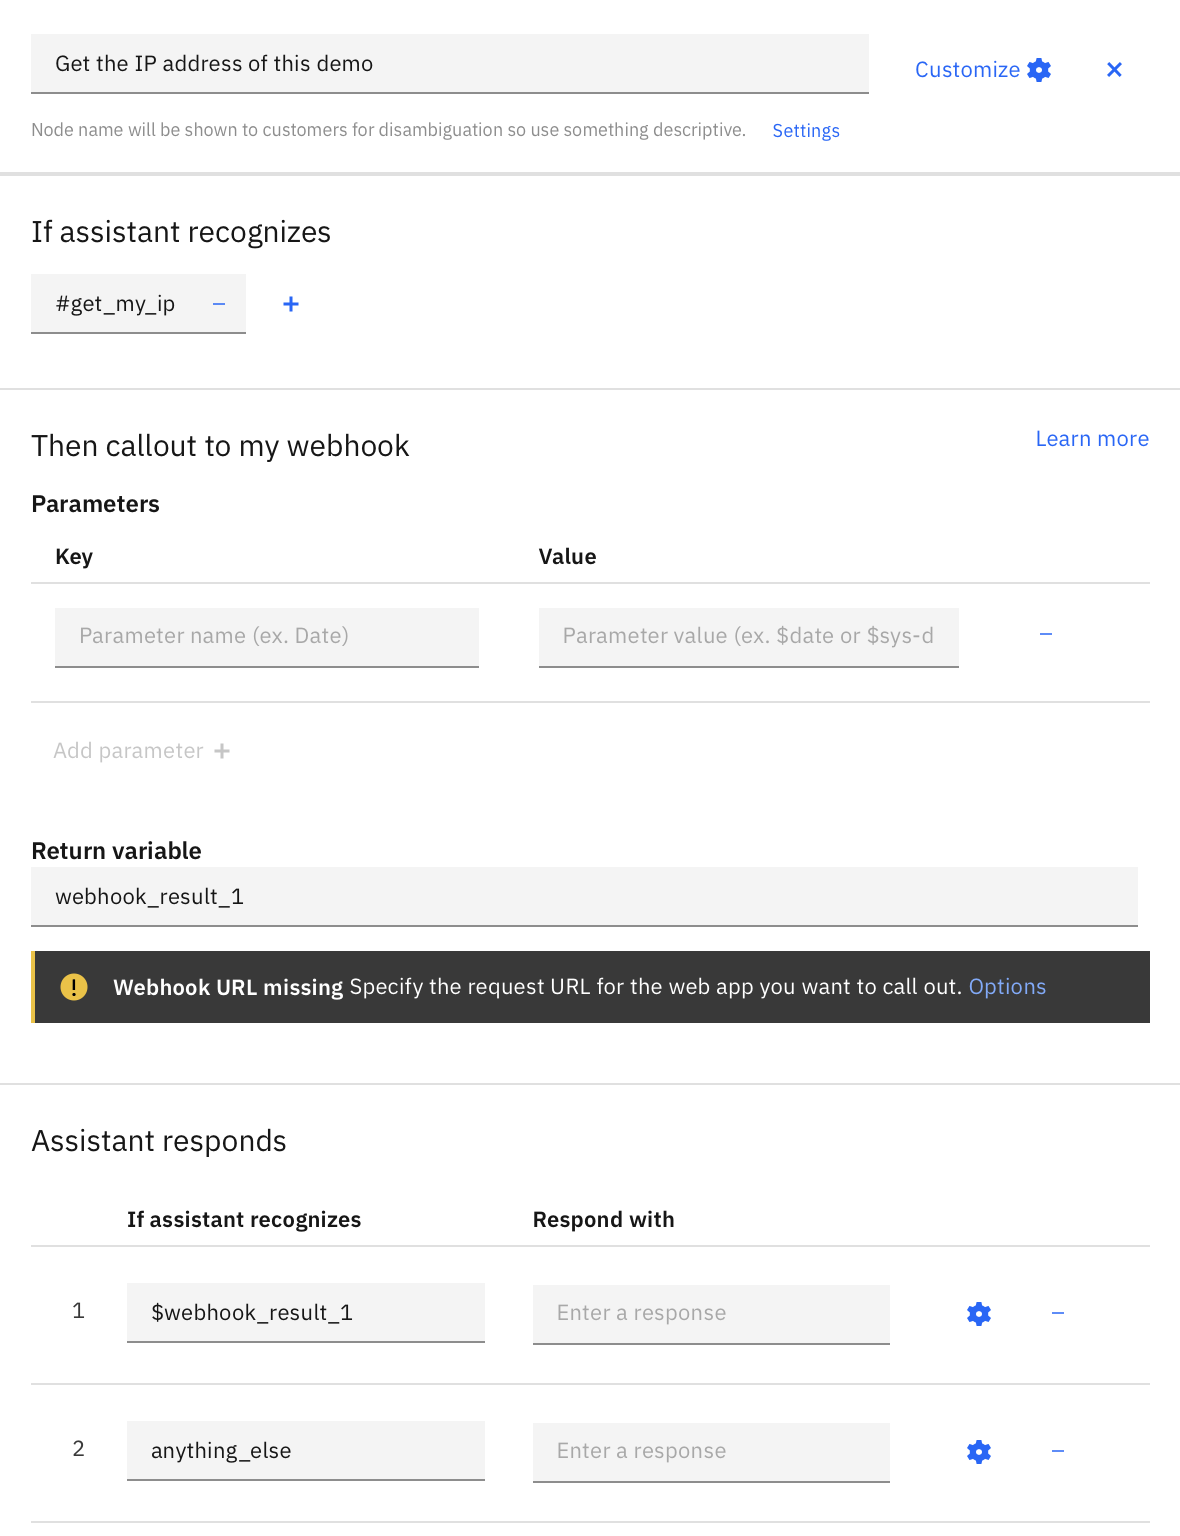 Get the IP address of this demo
Customize
Node name will be shown to customers for disambiguation so use something descriptive. Settings
If assistant recognizes
#get_my_ip
Then callout to my webhook
Learn more
Parameters
Key Value
Parameter name (ex. Date) Parameter value (ex. $date or $sys-d
Add parameter +
Return variable
webhook_result_1
Webhook URL missing Specify the request URL for the web app you want to call out. Options
Assistant responds
If assistant recognizes Respond with
1 $webhook_result_1 Enter a response
2 anything_else Enter a response